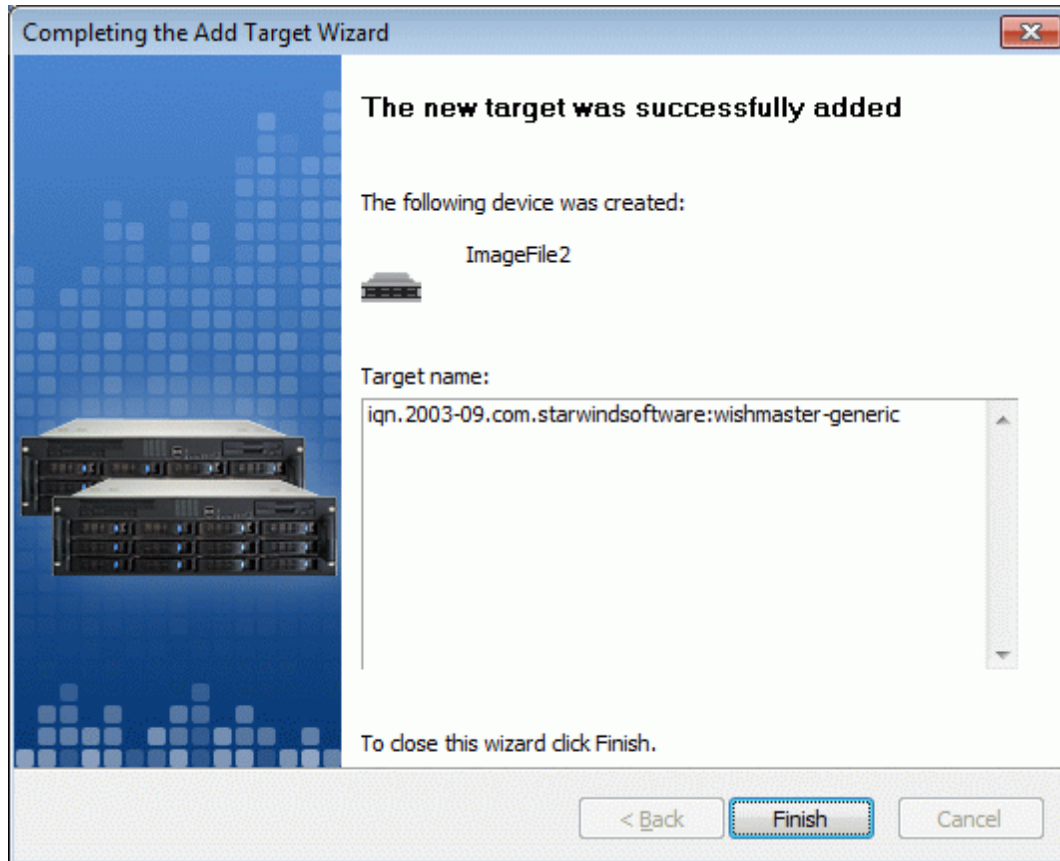 Completing the Add Target Wizard
The new target was successfully added
The following device was created:
ImageFile2
Target name:
iqn.2003-09.com.starwindsoftware:wishmaster-generic
To close this wizard click Finish.
< Back
Finish
Cancel